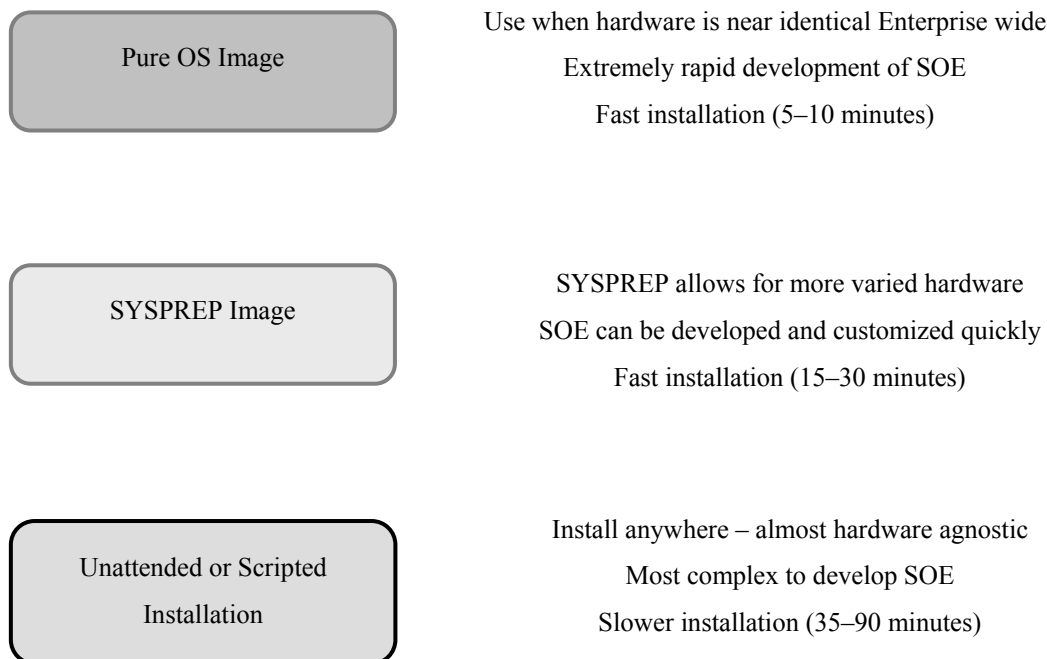 Pure OS Image
Use when hardware is near identical Enterprise wide
Extremely rapid development of SOE
Fast installation (5–10 minutes)
SYSPREP Image
SYSPREP allows for more varied hardware
SOE can be developed and customized quickly
Fast installation (15–30 minutes)
Unattended or Scripted
Installation
Install anywhere – almost hardware agnostic
Most complex to develop SOE
Slower installation (35–90 minutes)